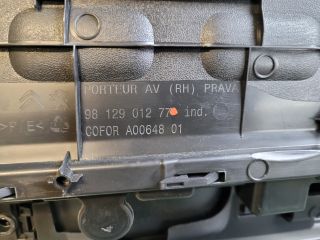 PORTEUR AV (RH) PRAVA
98 129 012 77 ind.
COFOR A00648 01
>P/E<